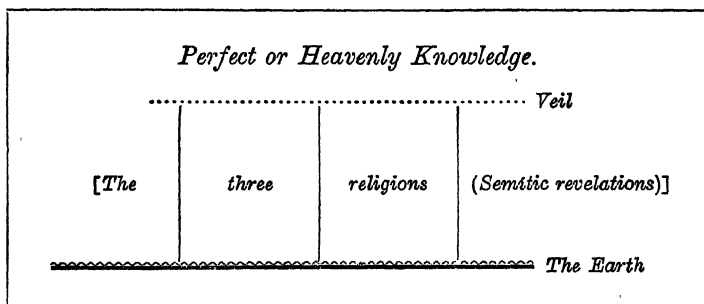 Perfect or Heavenly Knowledge.
Veil
[The three religions (Semitic revelations)]
The Earth